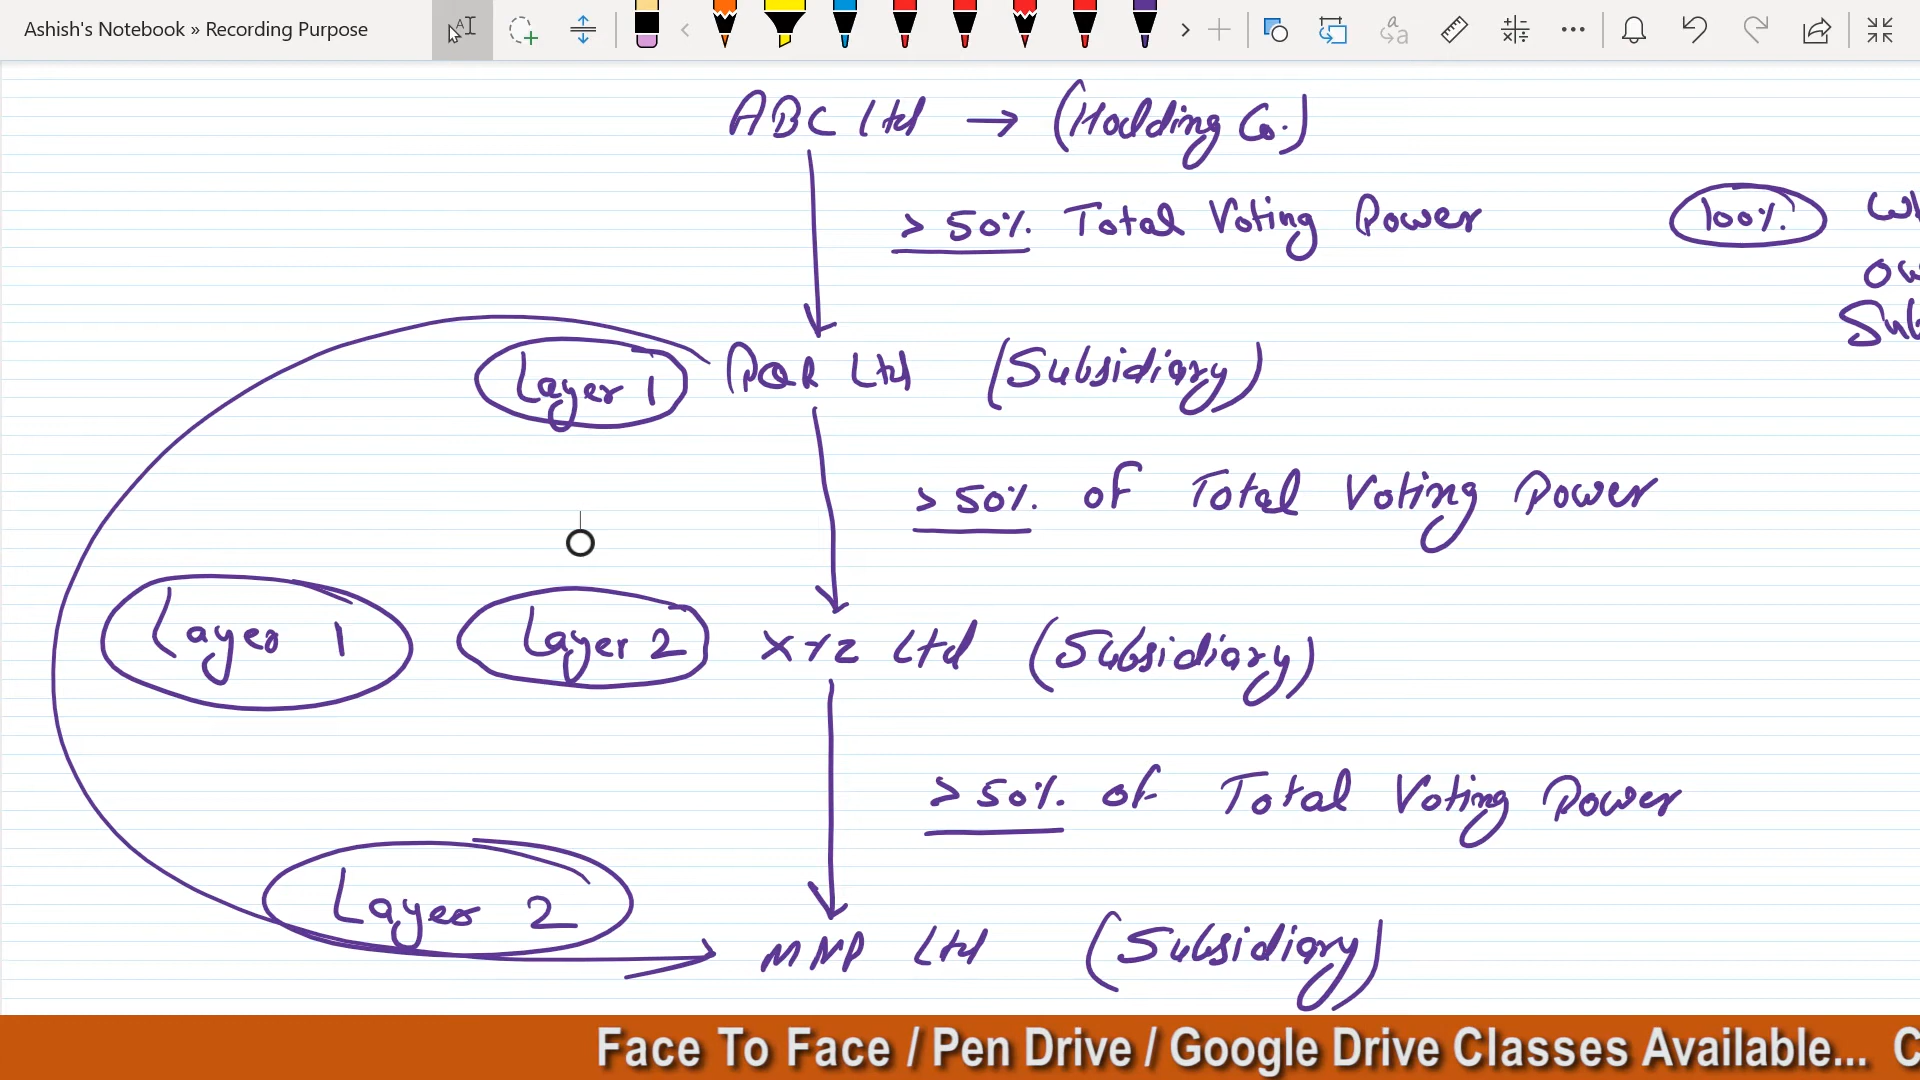 Ashish's Notebook » Recording Purpose
ABC Ltd → (Holding Co.)
> 50% Total Voting Power
100%
Layer 1 PQR Ltd (Subsidiary)
> 50% of Total Voting Power
Layer 1 Layer 2 XYZ Ltd (Subsidiary)
> 50% of Total Voting Power
Layer 2
MNP Ltd (Subsidiary)
Face To Face / Pen Drive / Google Drive Classes Available...